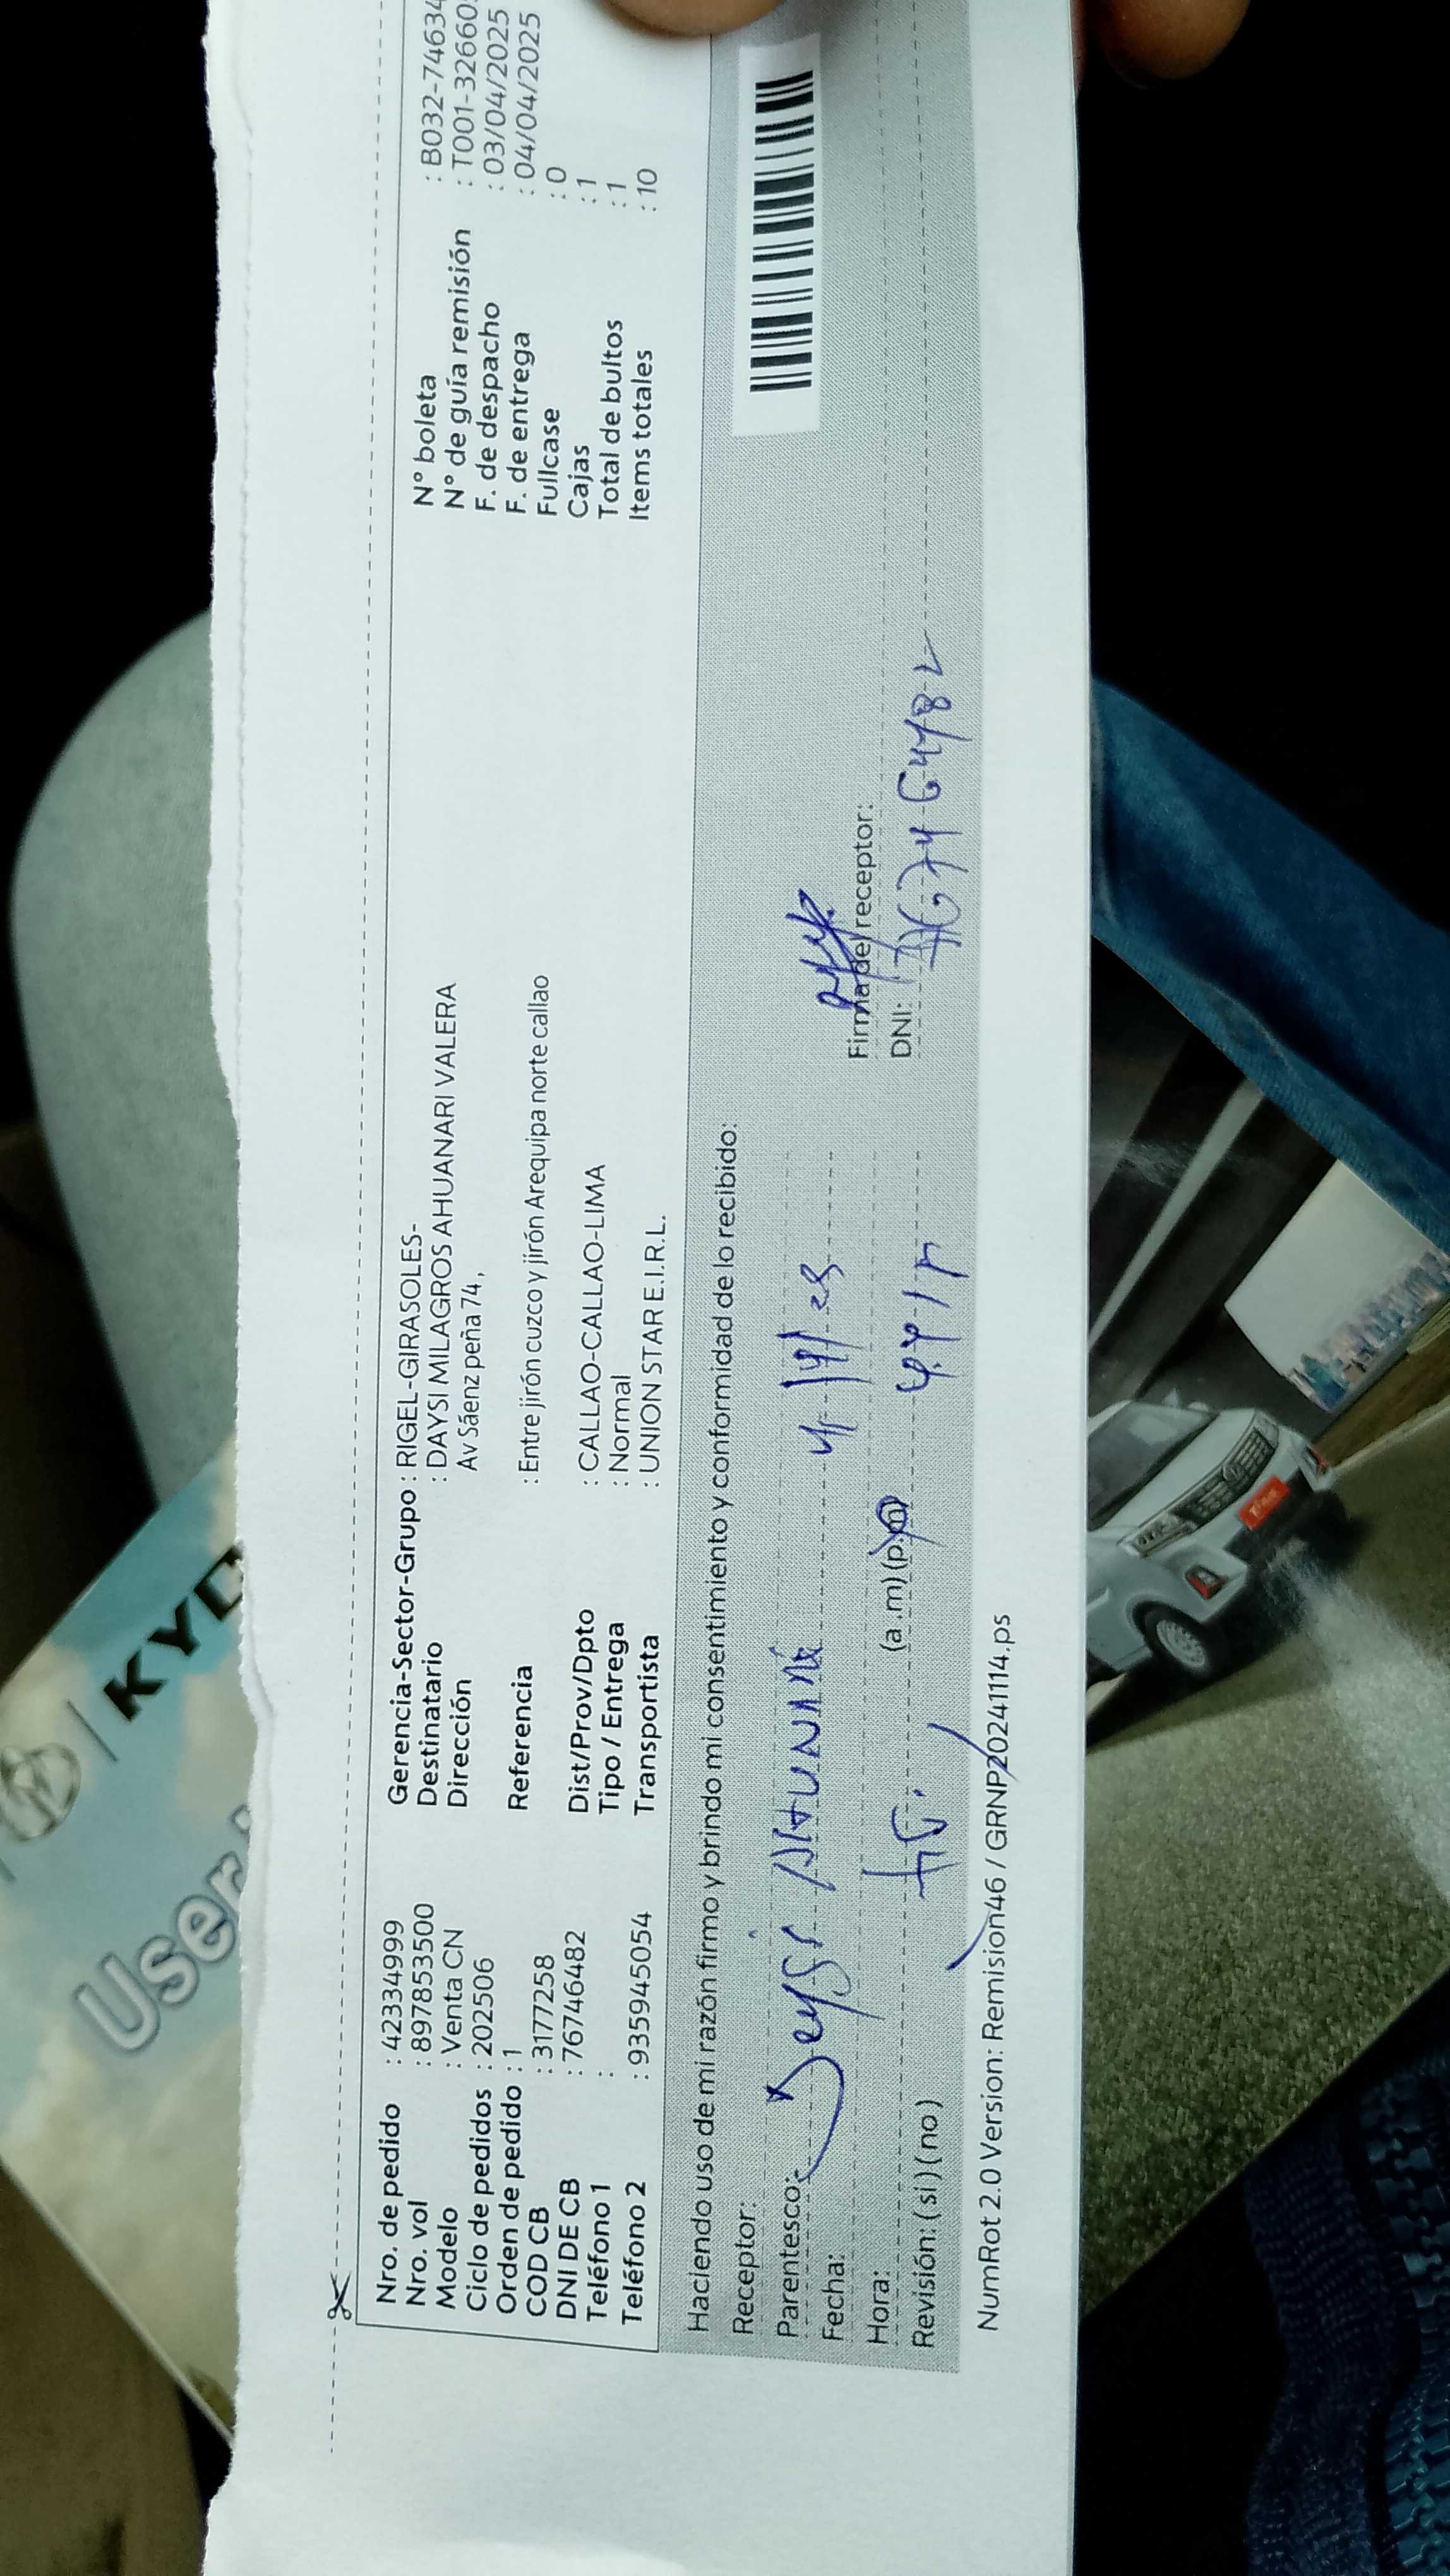 Nro. de pedido : 42334999
Nro. vol : 897853500
Modelo : Venta CN
Ciclo de pedidos : 202506
Orden de pedido : 1
COD CB : 3177258
DNI DE CB : 76746482
Teléfono 1 :
Teléfono 2 : 935945054
Gerencia-Sector-Grupo : RIGEL-GIRASOLES-
Destinatario : DAYSI MILAGROS AHUANARI VALERA
Dirección Av Sáenz peña 74,
Referencia : Entre jirón cuzco y jirón Arequipa norte callao
Dist/Prov/Dpto : CALLAO-CALLAO-LIMA
Tipo / Entrega : Normal
Transportista : UNION STAR E.I.R.L.
N° boleta : B032-74634
N° de guía remisión : T001-32660
F. de despacho : 03/04/2025
F. de entrega : 04/04/2025
Fullcase : 0
Cajas : 1
Total de bultos : 1
Items totales : 10
Haciendo uso de mi razón firmo y brindo mi consentimiento y conformidad de lo recibido:
Receptor:
Parentesco:
Fecha:
Hora: (a .m) (p.m)
Revisión: ( si ) ( no )
Firma del receptor:
DNI: 76746482
NumRot 2.0 Version: Remision46 / GRNP20241114.ps
User
KYC